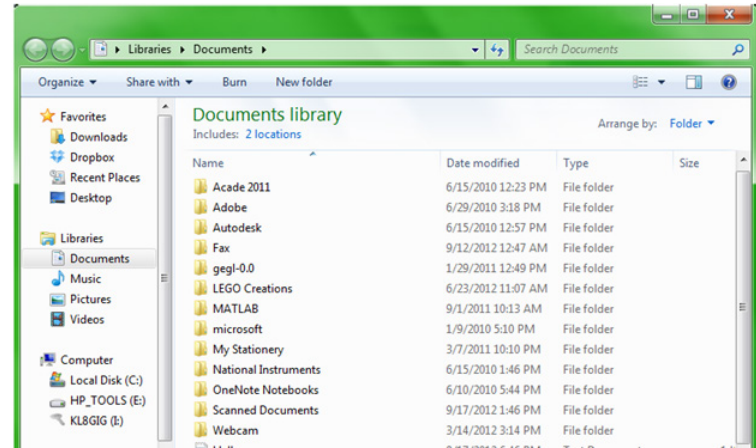 Libraries Documents Search Documents
Organize Share with Burn New folder
Favorites
Downloads
Dropbox
Recent Places
Desktop
Libraries
Documents
Music
Pictures
Videos
Computer
Local Disk (C:)
HP_TOOLS (E:)
KL8GIG (I:)
Documents library
Includes: 2 locations
Arrange by: Folder
Name Date modified Type Size
Acade 2011 6/15/2010 12:23 PM File folder
Adobe 6/29/2010 3:18 PM File folder
Autodesk 6/15/2010 12:57 PM File folder
Fax 9/12/2012 12:47 AM File folder
gegl-0.0 1/29/2011 12:49 PM File folder
LEGO Creations 6/23/2012 11:07 AM File folder
MATLAB 9/1/2011 10:13 AM File folder
microsoft 1/9/2010 5:10 PM File folder
My Stationery 3/7/2011 10:10 PM File folder
National Instruments 6/15/2010 1:46 PM File folder
OneNote Notebooks 6/10/2010 5:44 PM File folder
Scanned Documents 9/17/2012 1:46 PM File folder
Webcam 3/14/2012 3:14 PM File folder